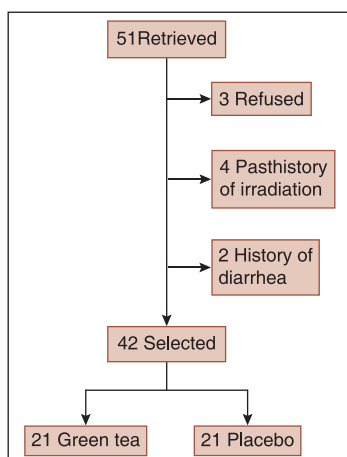 51Retrieved
3 Refused
4 Pasthistory
of irradiation
2 History of
diarrhea
42 Selected
21 Green tea
21 Placebo